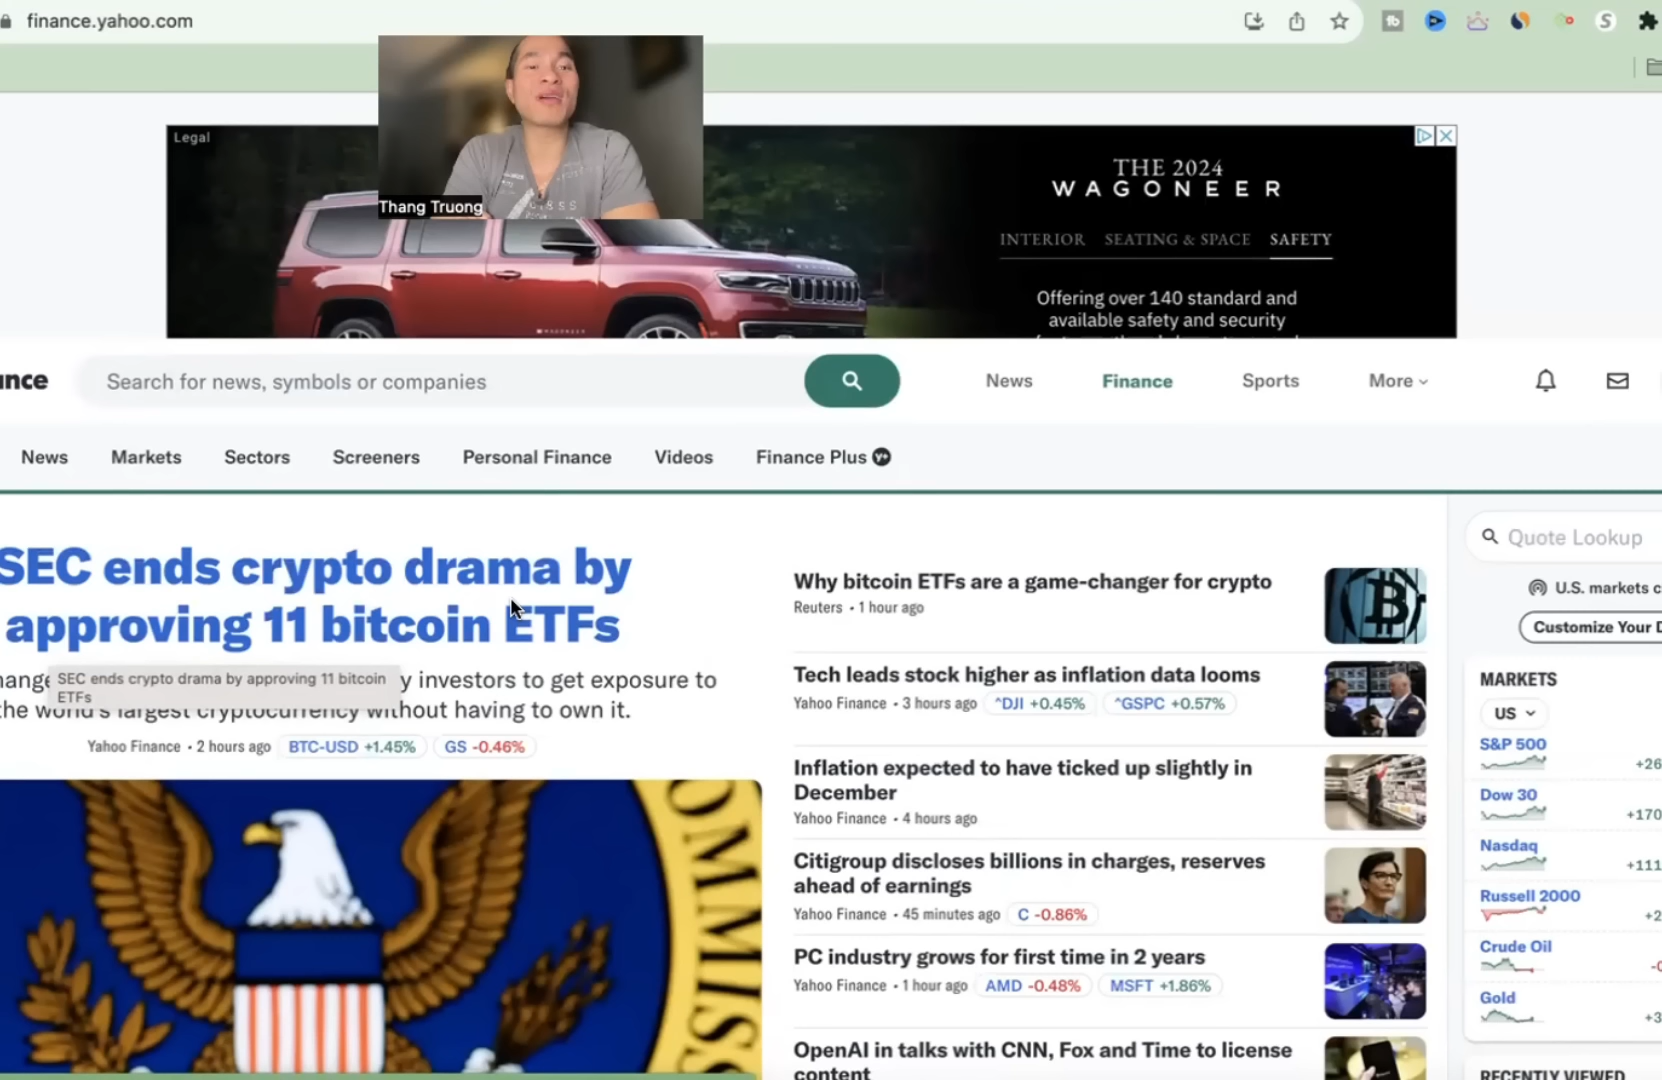 finance.yahoo.com
Legal
Thang Truong
THE 2024
WAGONEER
INTERIOR SEATING & SPACE SAFETY
Offering over 140 standard and
available safety and security
nce
Search for news, symbols or companies
News Finance Sports More
News Markets Sectors Screeners Personal Finance Videos Finance Plus
SEC ends crypto drama by
approving 11 bitcoin ETFs
SEC ends crypto drama by approving 11 bitcoin
ETFs
y investors to get exposure to
the world's largest cryptocurrency without having to own it.
Yahoo Finance • 2 hours ago BTC-USD +1.45% GS -0.46%
OMMIS
Why bitcoin ETFs are a game-changer for crypto
Reuters • 1 hour ago
Tech leads stock higher as inflation data looms
Yahoo Finance • 3 hours ago ^DJI +0.45% ^GSPC +0.57%
Inflation expected to have ticked up slightly in
December
Yahoo Finance • 4 hours ago
Citigroup discloses billions in charges, reserves
ahead of earnings
Yahoo Finance • 45 minutes ago C -0.86%
PC industry grows for first time in 2 years
Yahoo Finance • 1 hour ago AMD -0.48% MSFT +1.86%
OpenAI in talks with CNN, Fox and Time to license
content
Quote Lookup
U.S. markets c
Customize Your D
MARKETS
US
S&P 500
+26
Dow 30
+170
Nasdaq
+111
Russell 2000
+2
Crude Oil
-0
Gold
+3
RECENTLY VIEWED